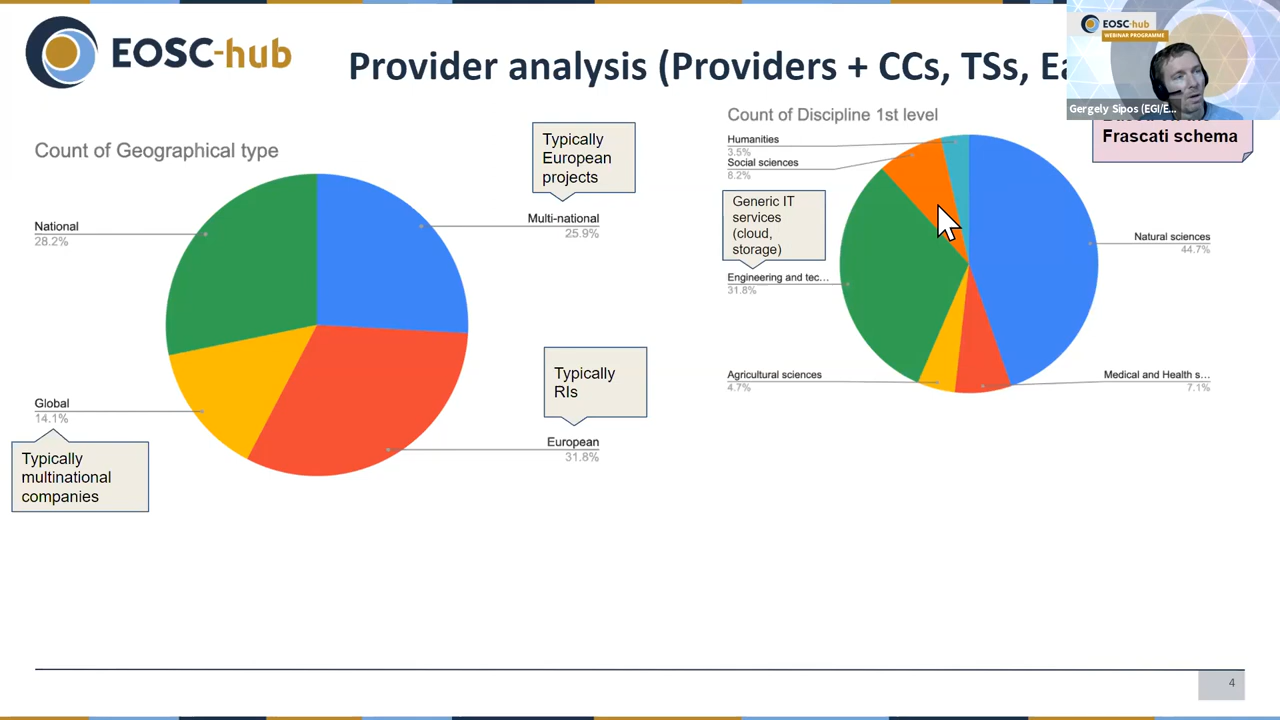 EOSC-hub
Provider analysis (Providers + CCs, TSs, Ea
EOSC-hub
WEBINAR PROGRAMME
Gergely Sipos (EGI/E...
Frascati schema
Count of Geographical type
Typically
European
projects
National
28.2%
Multi-national
25.9%
Typically
RIs
Global
14.1%
European
31.8%
Typically
multinational
companies
Count of Discipline 1st level
Humanities
3.5%
Social sciences
8.2%
Generic IT
services
(cloud,
storage)
Natural sciences
44.7%
Engineering and tec...
31.8%
Agricultural sciences
4.7%
Medical and Health s...
7.1%
4